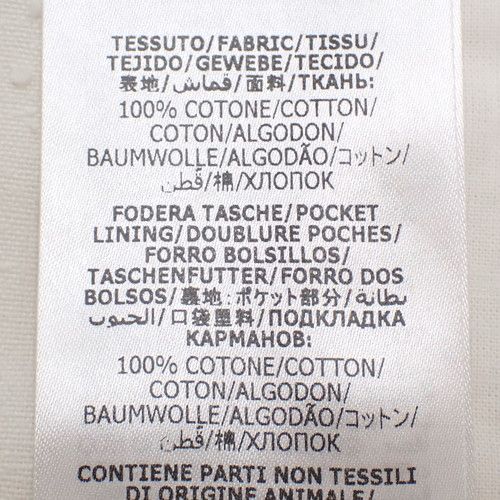 TESSUTO/FABRIC/TISSU/
TEJIDO/GEWEBE/TECIDO/
表地/قماش/面料/ТКАНЬ:
100% COTONE/COTTON/
COTON/ALGODON/
BAUMWOLLE/ALGODÃO/コットン/
قطن/棉/ХЛОПОК
FODERA TASCHE/POCKET
LINING/DOUBLURE POCHES/
FORRO BOLSILLOS/
TASCHENFUTTER/FORRO DOS
BOLSOS/裏地:ポケット部分/بطانة
الجيوب/口袋里料/ПОДКЛАДКА
КАРМАНОВ:
100% COTONE/COTTON/
COTON/ALGODON/
BAUMWOLLE/ALGODÃO/コットン/
قطن/棉/ХЛОПОК
CONTIENE PARTI NON TESSILI
DI ORIGINE ANIMALE/